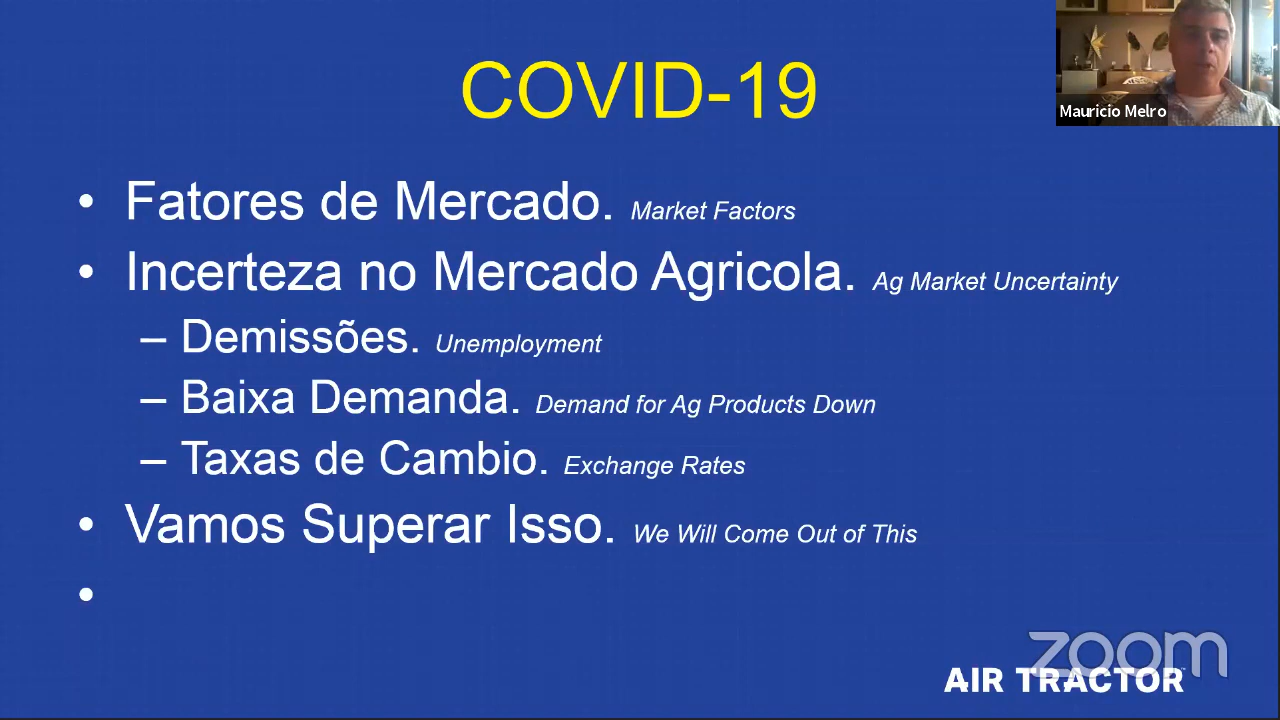 COVID-19
Mauricio Melro
• Fatores de Mercado. Market Factors
• Incerteza no Mercado Agricola. Ag Market Uncertainty
– Demissões. Unemployment
– Baixa Demanda. Demand for Ag Products Down
– Taxas de Cambio. Exchange Rates
• Vamos Superar Isso. We Will Come Out of This
•
zoom
AIR TRACTOR